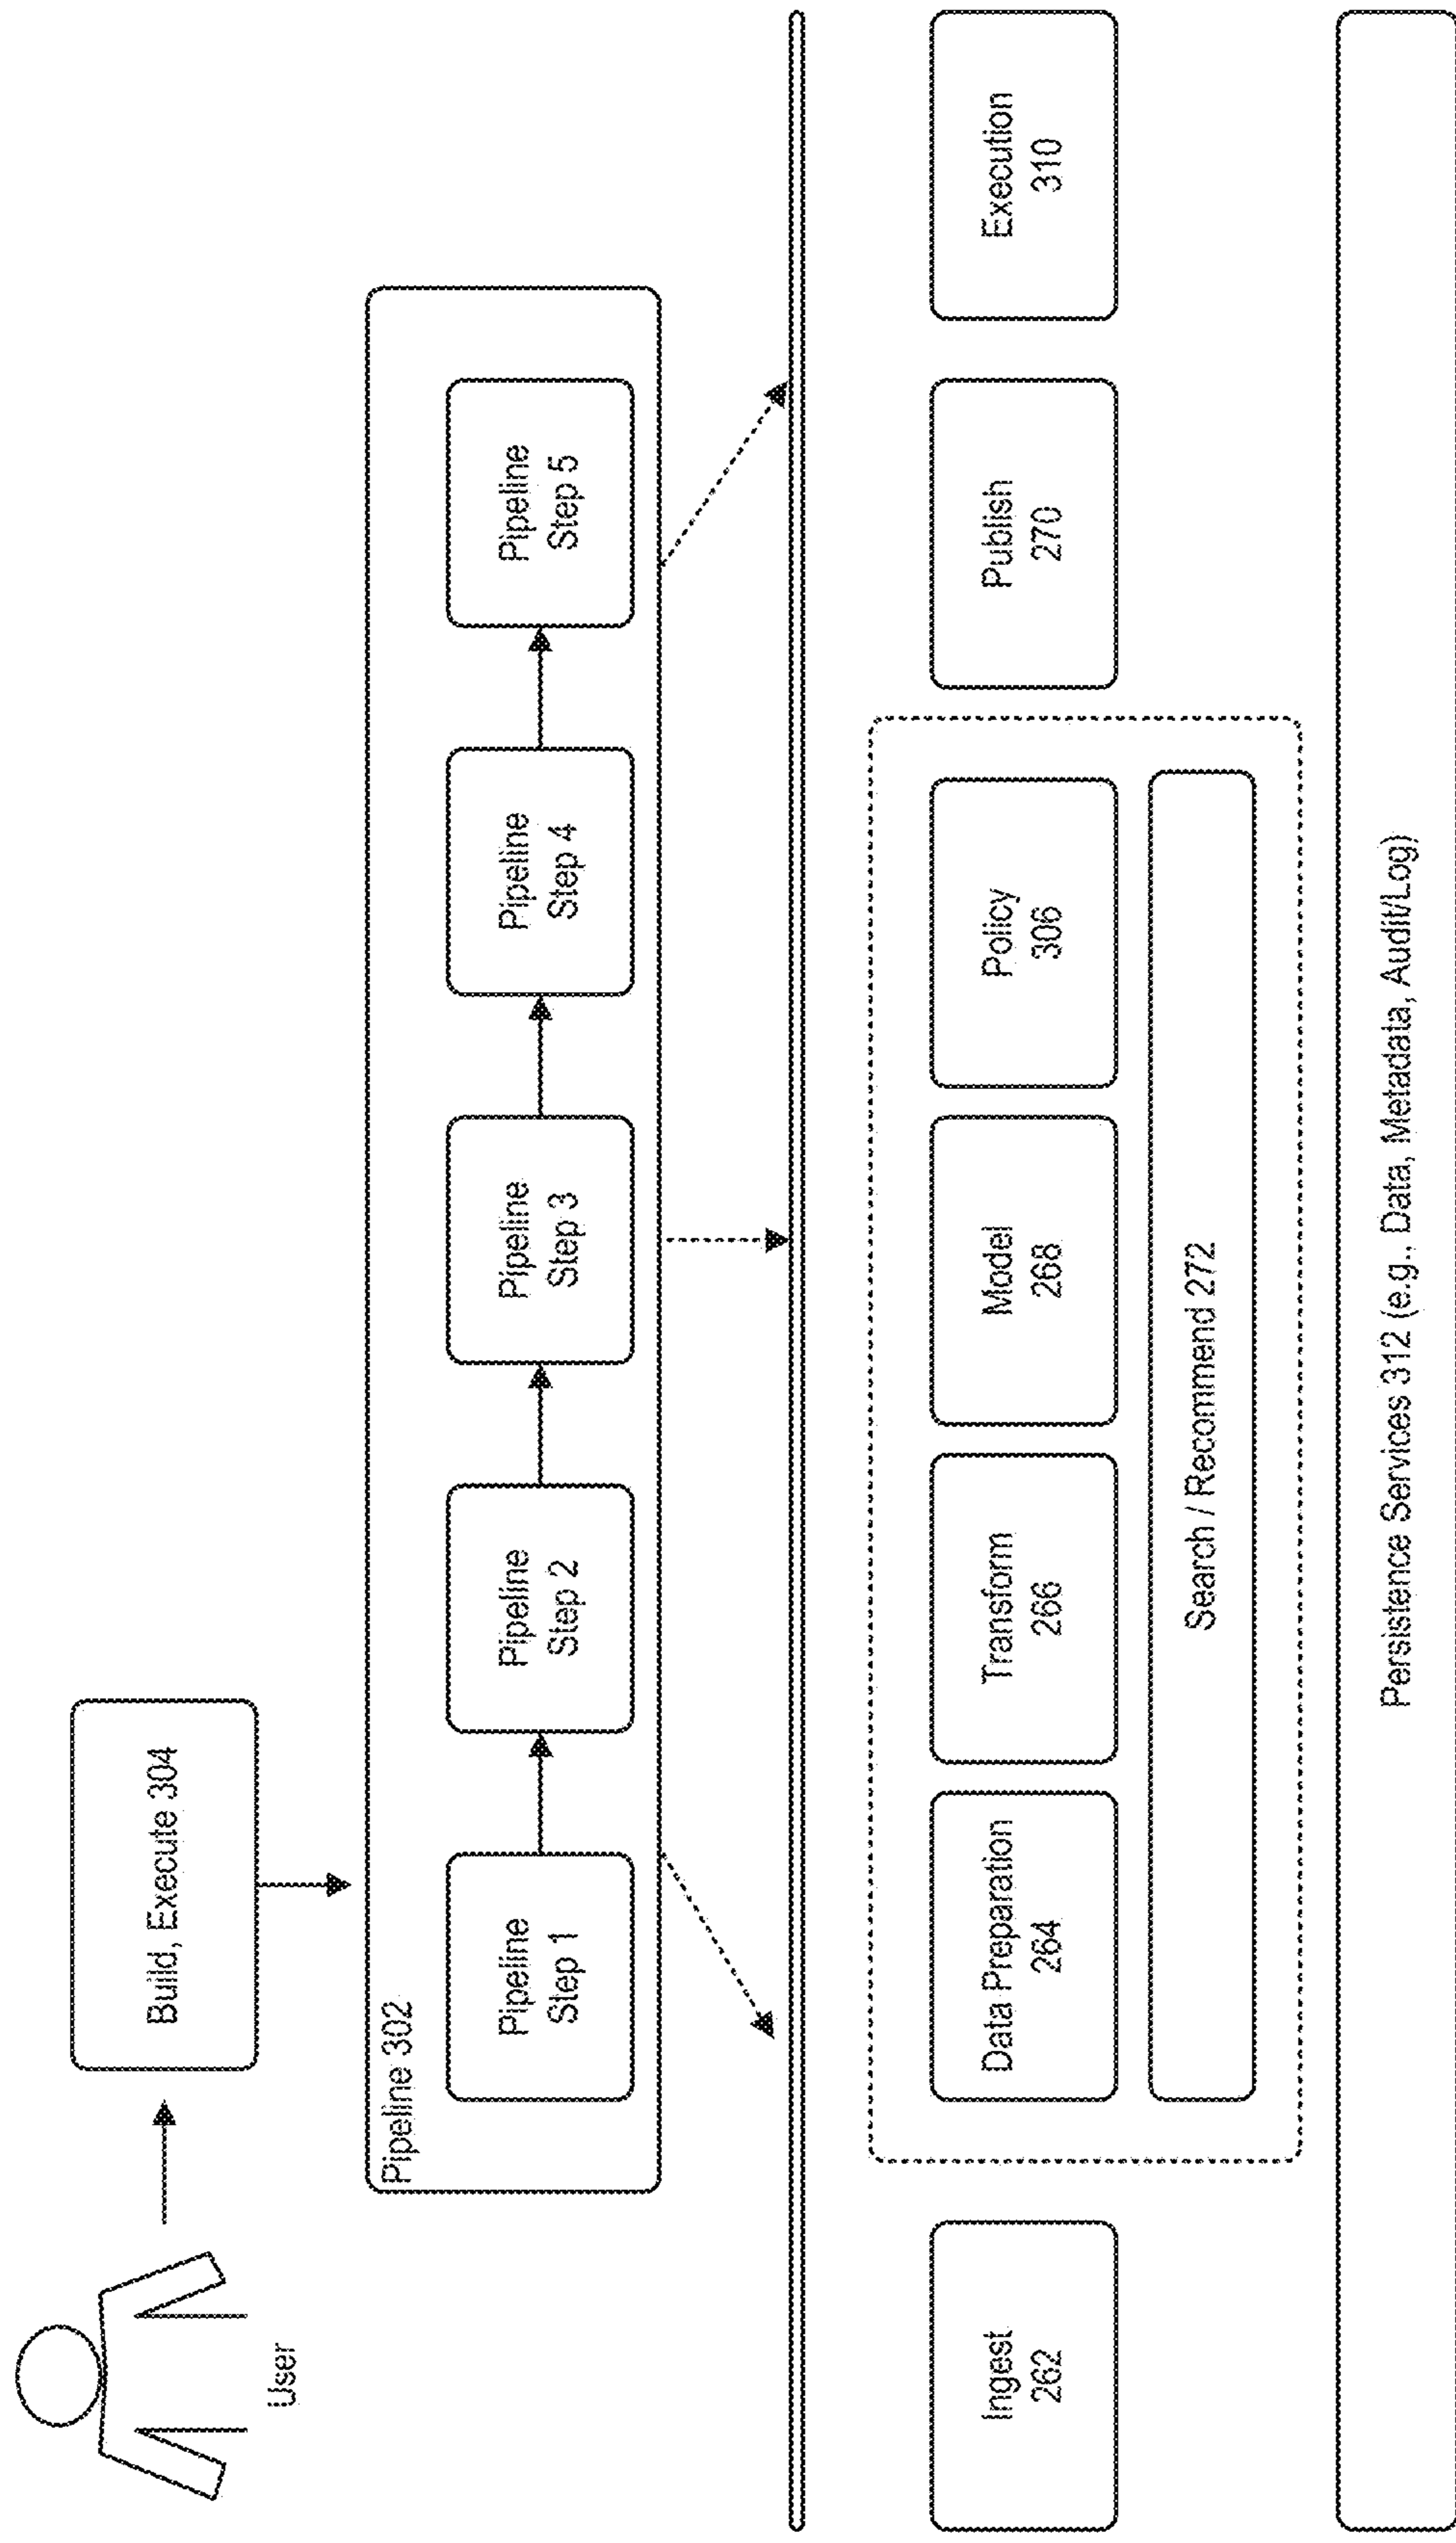 User
Build, Execute 304
Pipeline 302
Pipeline
Step 1
Pipeline
Step 2
Pipeline
Step 3
Pipeline
Step 4
Pipeline
Step 5
Ingest
262
Data Preparation
264
Transform
266
Model
268
Policy
306
Search / Recommend 272
Publish
270
Execution
310
Persistence Services 312 (e.g., Data, Metadata, Audit/Log)